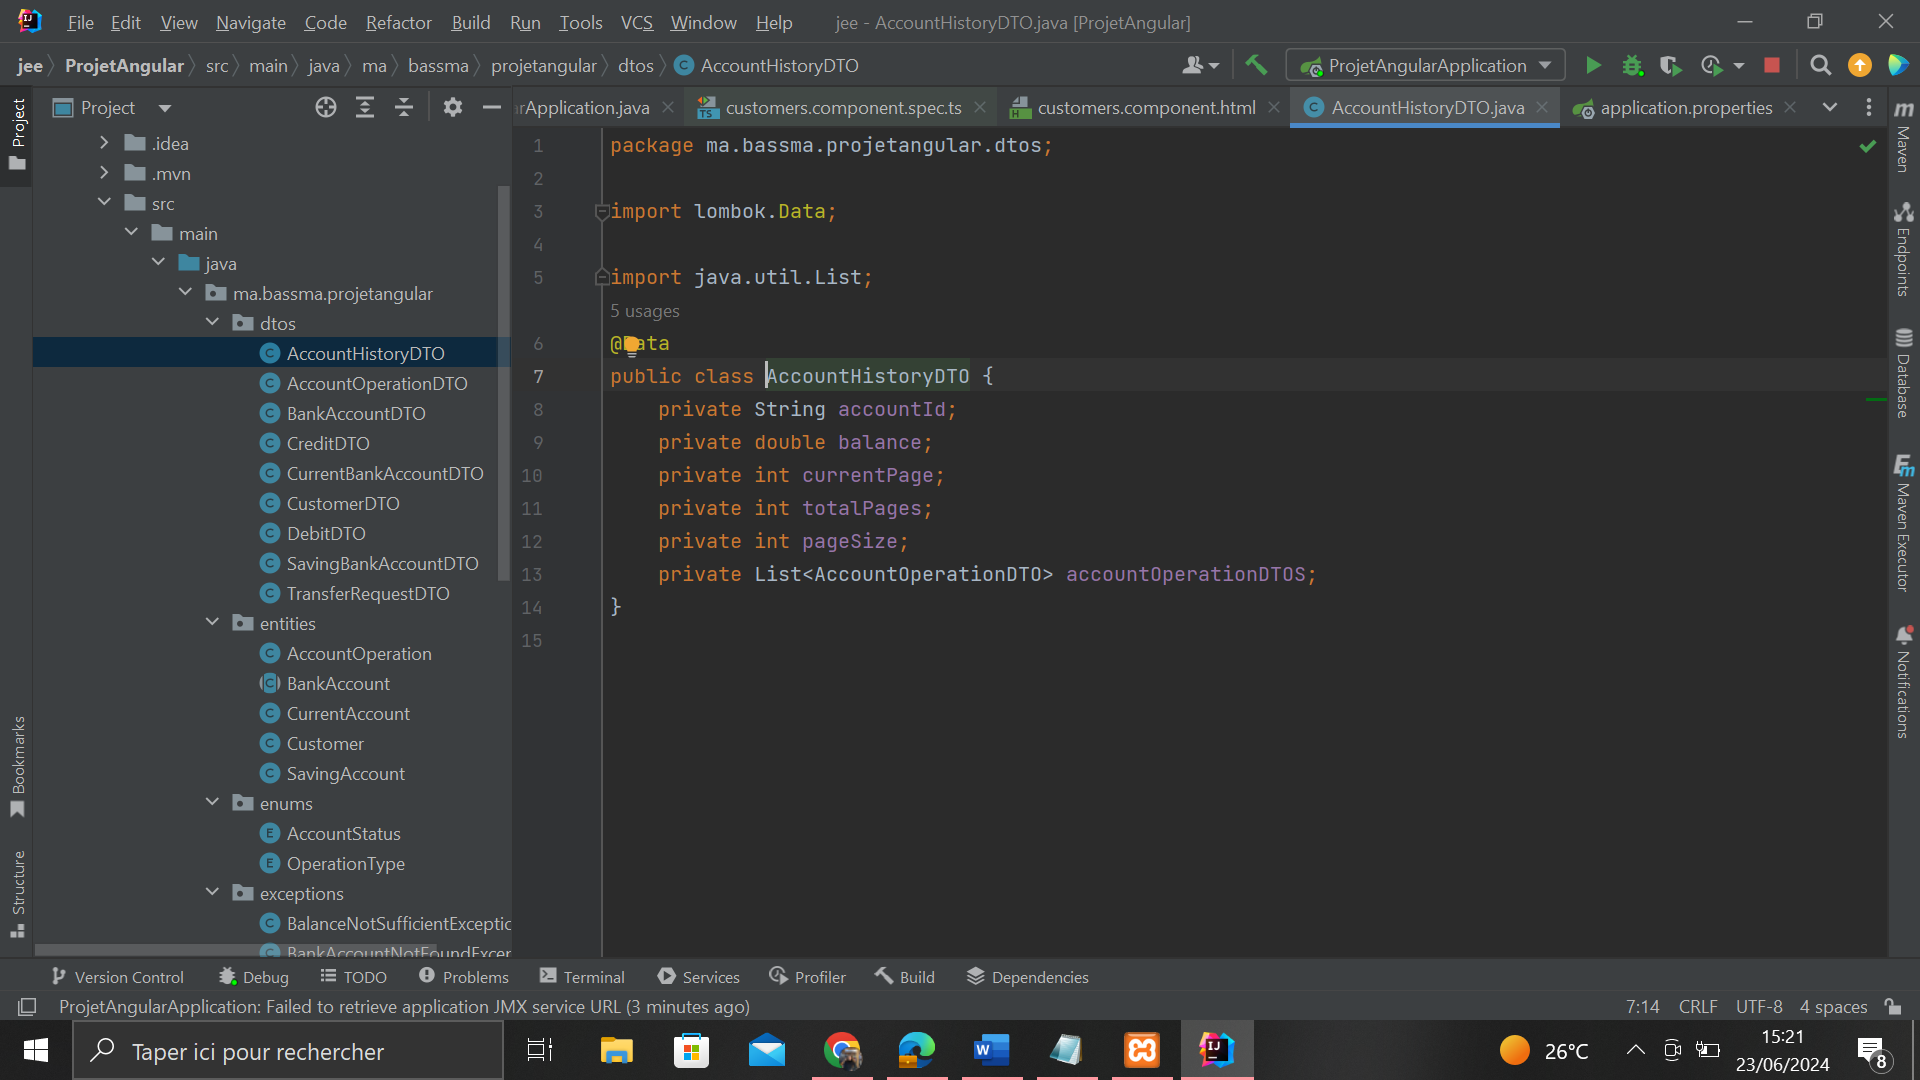 File Edit View Navigate Code Refactor Build Run Tools VCS Window Help jee - AccountHistoryDTO.java [ProjetAngular]
jee ProjetAngular src main java ma bassma projetangular dtos AccountHistoryDTO ProjetAngularApplication
Project rApplication.java customers.component.spec.ts customers.component.html AccountHistoryDTO.java application.properties
Project
Bookmarks
Structure
.idea
.mvn
src
main
java
ma.bassma.projetangular
dtos
AccountHistoryDTO
AccountOperationDTO
BankAccountDTO
CreditDTO
CurrentBankAccountDTO
CustomerDTO
DebitDTO
SavingBankAccountDTO
TransferRequestDTO
entities
AccountOperation
BankAccount
CurrentAccount
Customer
SavingAccount
enums
AccountStatus
OperationType
exceptions
BalanceNotSufficientExceptic
BankAccountNotFoundExcer
1 package ma.bassma.projetangular.dtos;
2
3 import lombok.Data;
4
5 import java.util.List;
5 usages
6 @Data
7 public class AccountHistoryDTO {
8 private String accountId;
9 private double balance;
10 private int currentPage;
11 private int totalPages;
12 private int pageSize;
13 private List<AccountOperationDTO> accountOperationDTOS;
14 }
15
Maven
Endpoints
Database
Maven Executor
Notifications
Version Control Debug TODO Problems Terminal Services Profiler Build Dependencies
ProjetAngularApplication: Failed to retrieve application JMX service URL (3 minutes ago) 7:14 CRLF UTF-8 4 spaces
Taper ici pour rechercher 26°C 15:21
23/06/2024 8